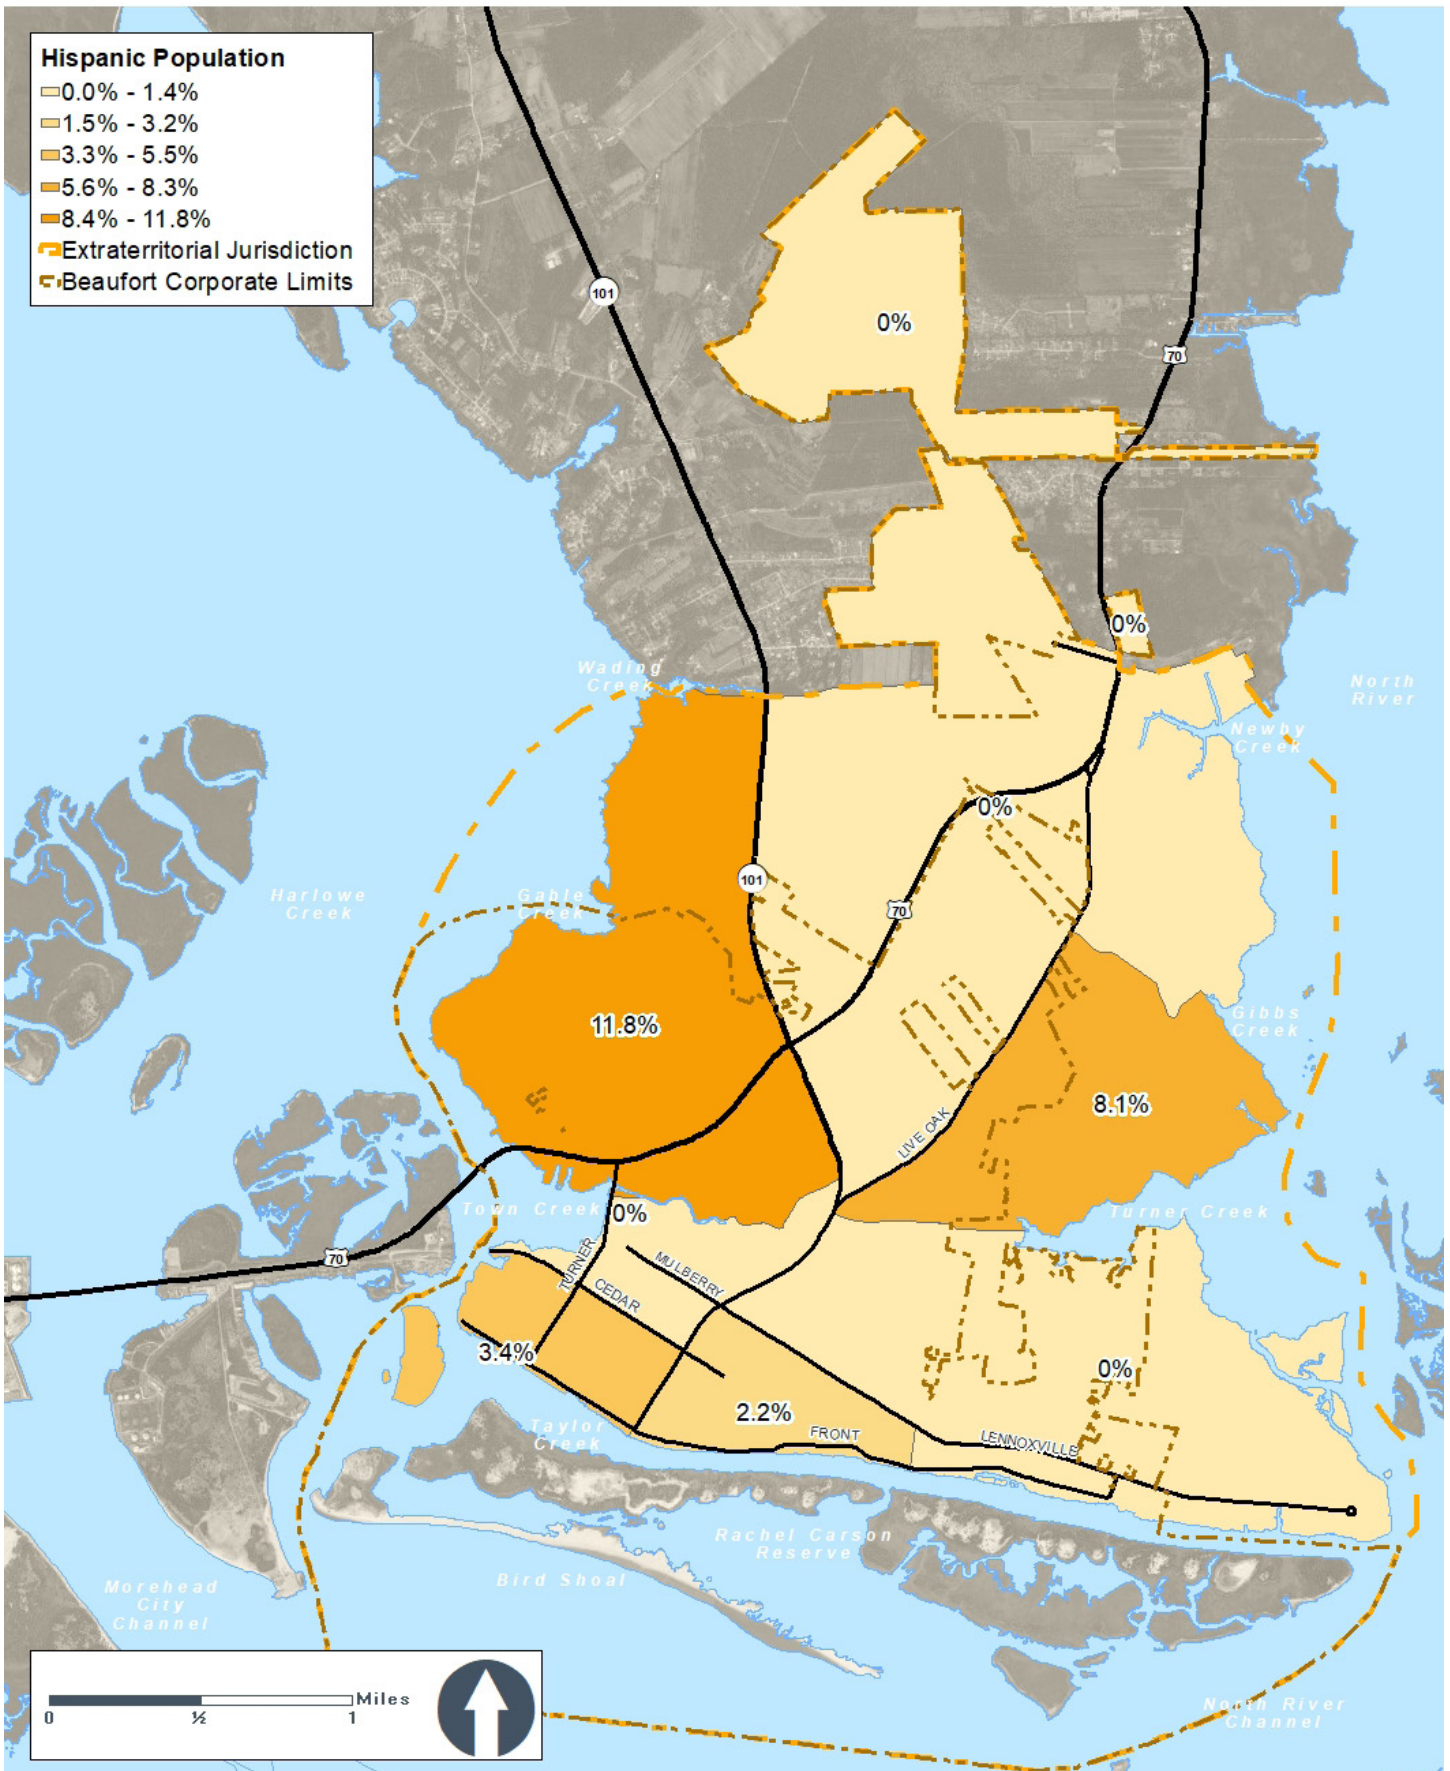 Hispanic Population
0.0% - 1.4%
1.5% - 3.2%
3.3% - 5.5%
5.6% - 8.3%
8.4% - 11.8%
Extraterritorial Jurisdiction
Beaufort Corporate Limits
101
0%
70
0%
Wading
Creek
North
River
Newby
Creek
0%
101
Harlowe
Creek
Gable
Creek
70
11.8%
Gibbs
Creek
8.1%
LIVE OAK
Town Creek
0%
Turner Creek
70
TURNER
MULBERRY
CEDAR
3.4%
0%
2.2%
Taylor
Creek
FRONT
LENNOXVILLE
Rachel Carson
Reserve
Bird Shoal
Morehead
City
Channel
North River
Channel
Miles
0
½
1